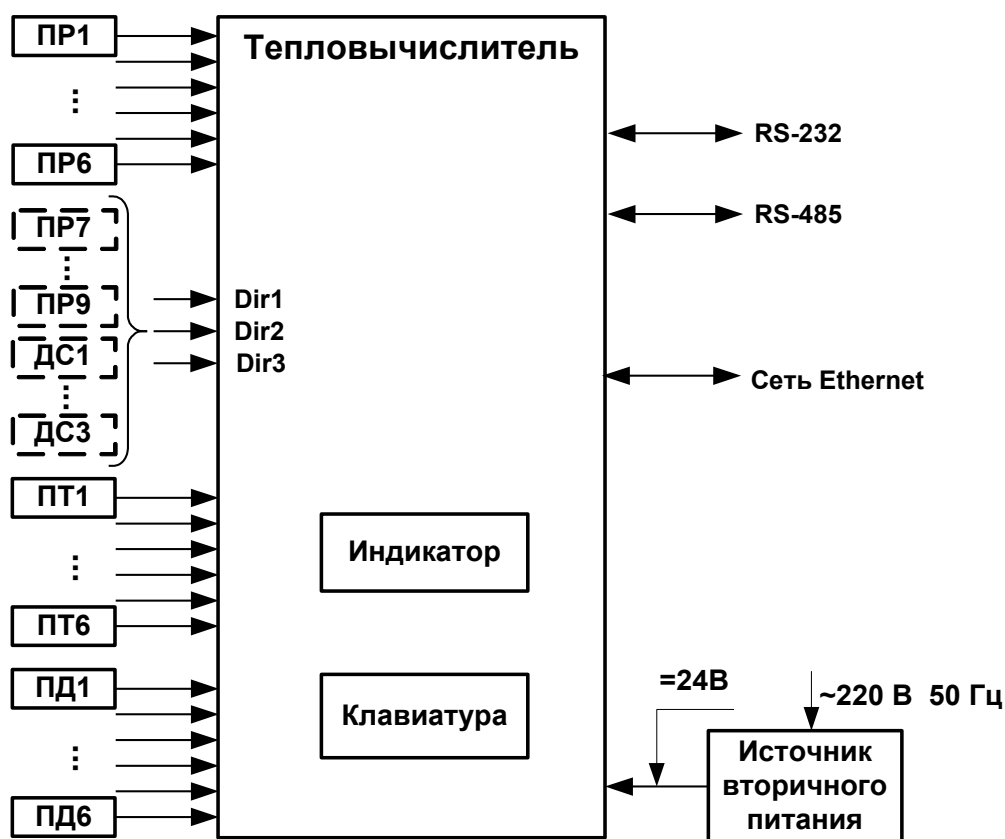 ПР1
Тепловычислитель
...
ПР6
RS-232
ПР7
RS-485
...
ПР9
Dir1
Dir2
ДС1
Dir3
Сеть Ethernet
...
ДС3
ПТ1
Индикатор
...
ПТ6
ПД1
=24В
~220 В 50 Гц
Клавиатура
...
Источник
вторичного
питания
ПД6